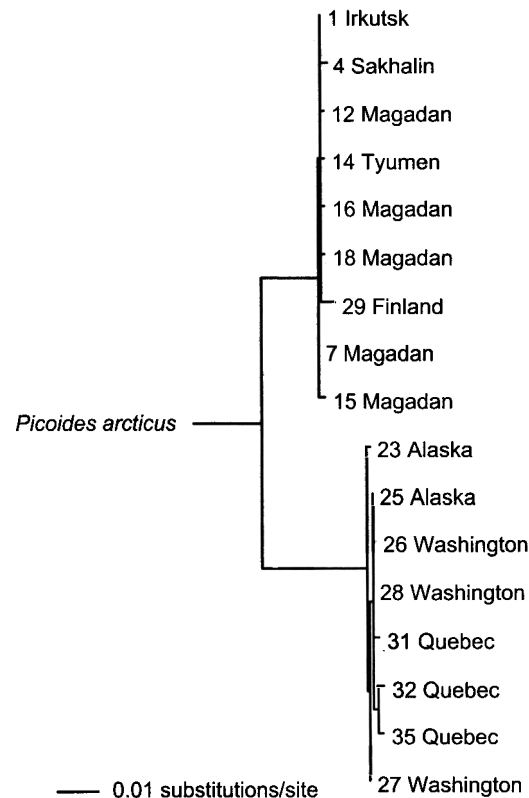 1 Irkutsk
4 Sakhalin
12 Magadan
14 Tyumen
16 Magadan
18 Magadan
29 Finland
7 Magadan
15 Magadan
Picoides arcticus
23 Alaska
25 Alaska
26 Washington
28 Washington
31 Quebec
32 Quebec
35 Quebec
27 Washington
0.01 substitutions/site